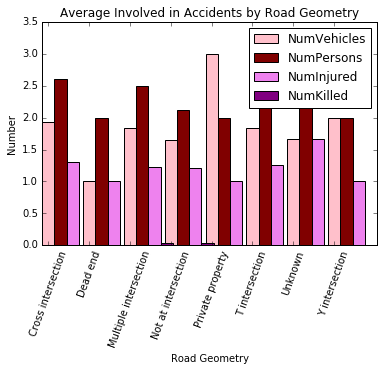 Average Involved in Accidents by Road Geometry
3.5
3.0
2.5
2.0
1.5
1.0
0.5
0.0
Number
NumVehicles
NumPersons
NumInjured
NumKilled
Cross intersection
Dead end
Multiple intersection
Not at intersection
Private property
T intersection
Unknown
Y intersection
Road Geometry